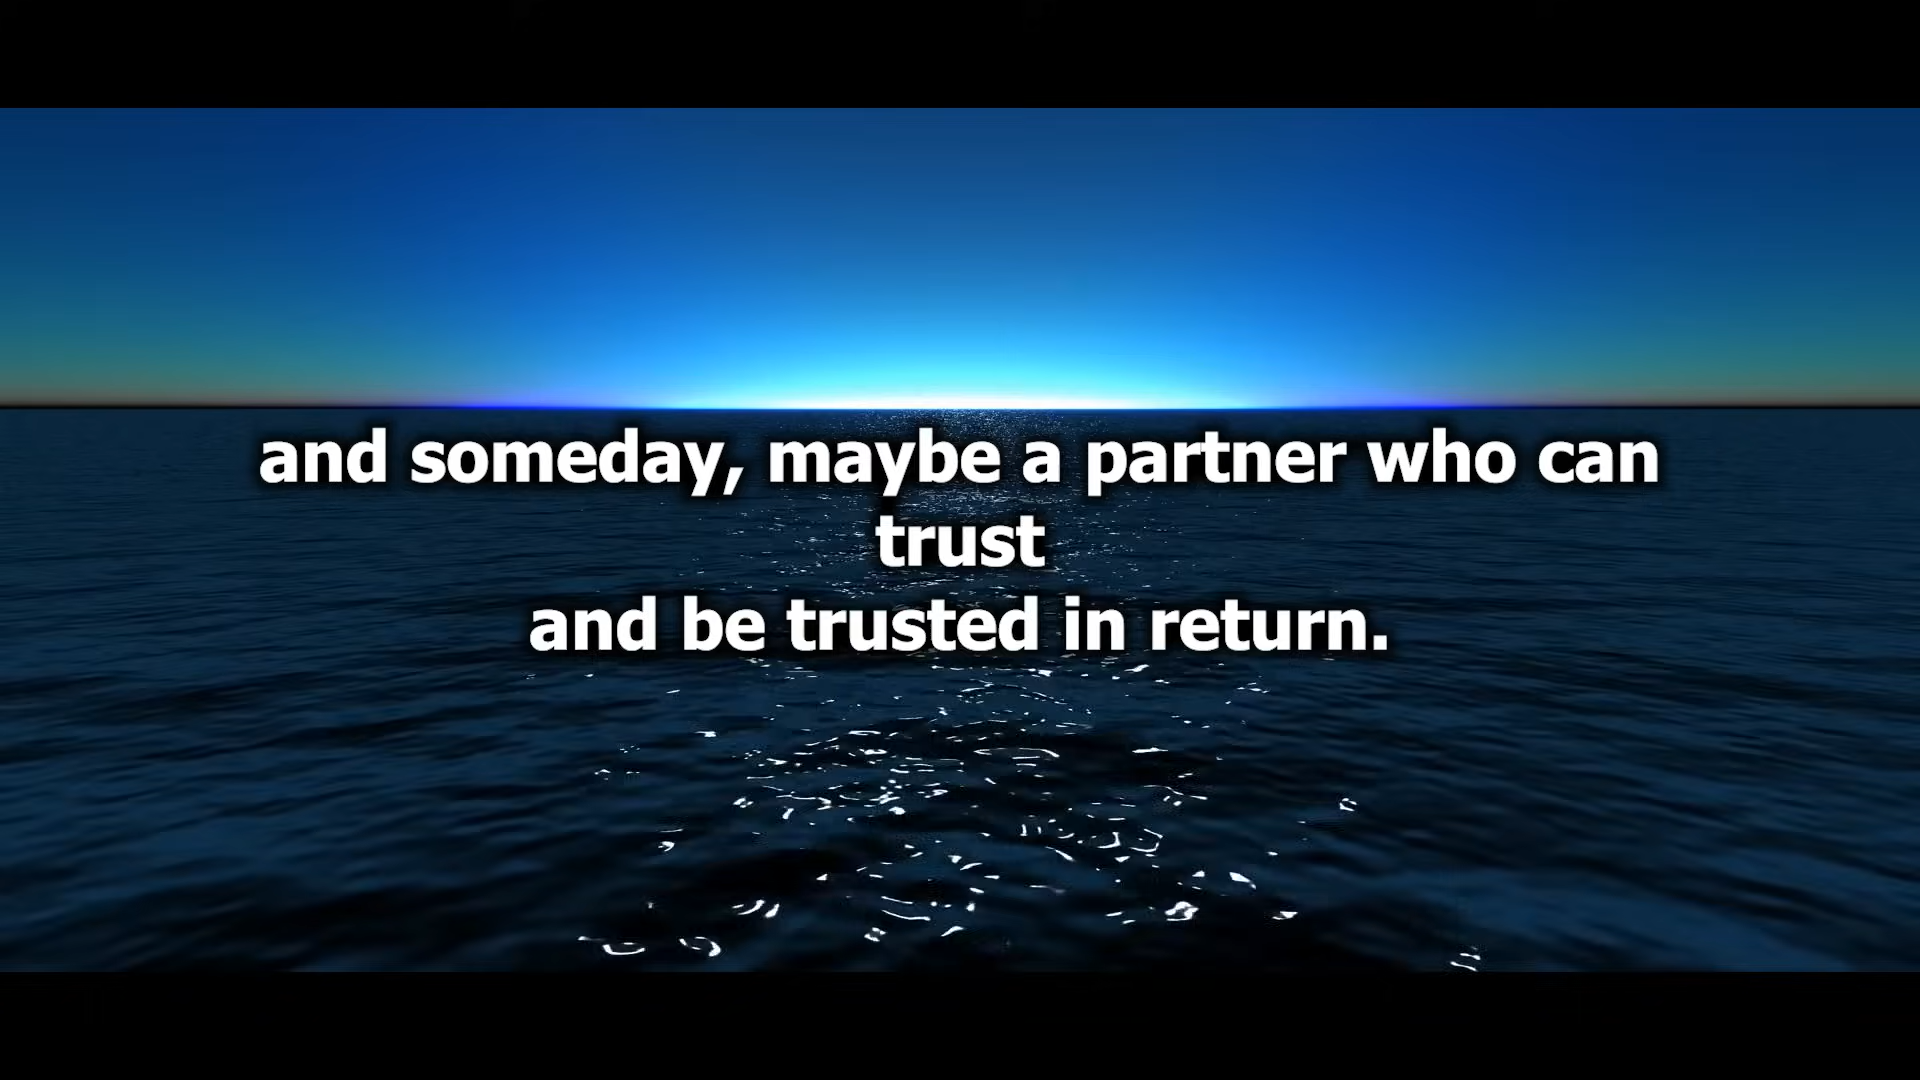 and someday, maybe a partner who can
trust
and be trusted in return.